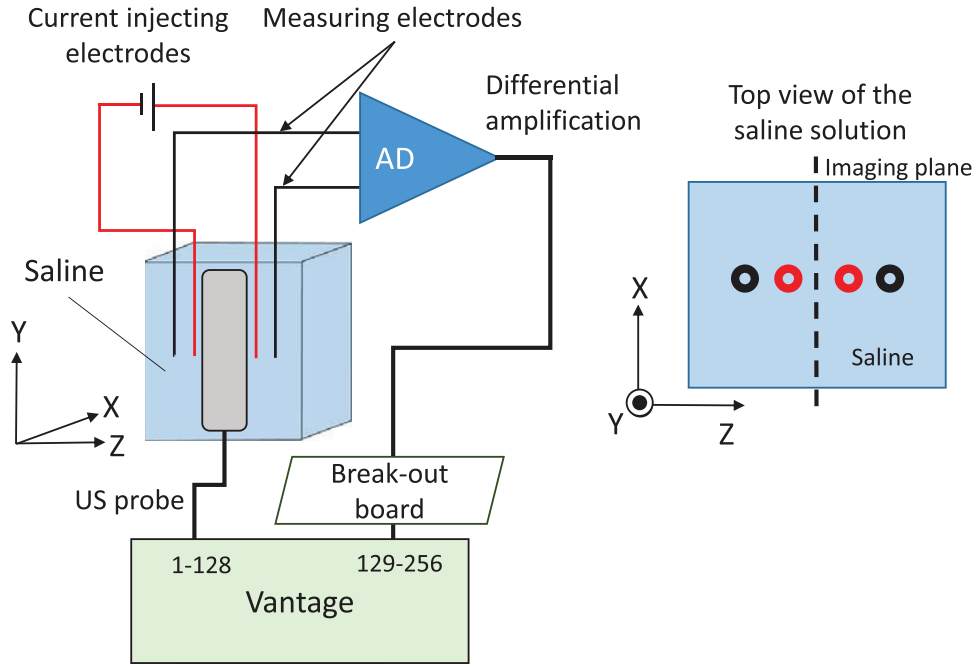 Current injecting
electrodes
Measuring electrodes
Differential
amplification
AD
Saline
Y
X
Z
US probe
Break-out
board
1-128
129-256
Vantage
Top view of the
saline solution
Imaging plane
X
Saline
Y
Z